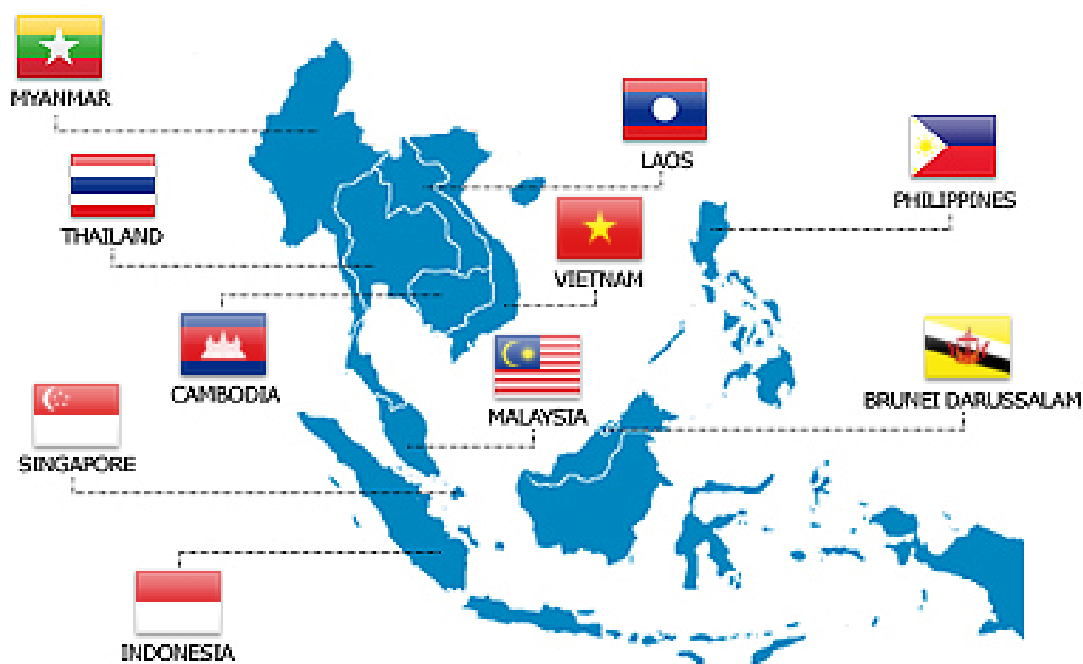 MYANMAR
LAOS
PHILIPPINES
THAILAND
VIETNAM
CAMBODIA
MALAYSIA
BRUNEI DARUSSALAM
SINGAPORE
INDONESIA